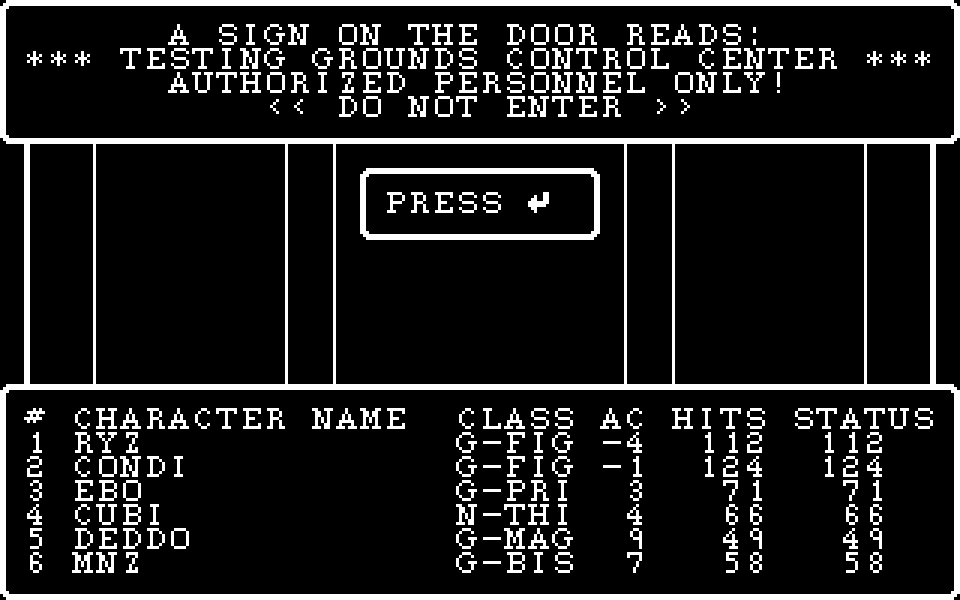 A SIGN ON THE DOOR READS:
*** TESTING GROUNDS CONTROL CENTER ***
AUTHORIZED PERSONNEL ONLY!
<< DO NOT ENTER >>
PRESS ↵
# CHARACTER NAME CLASS AC HITS STATUS
1 RYZ G-FIG -4 112 112
2 CONDI G-FIG -1 124 124
3 EBO G-PRI 3 71 71
4 CUBI N-THI 4 66 66
5 DEDDO G-MAG 9 49 49
6 MNZ G-BIS 7 58 58